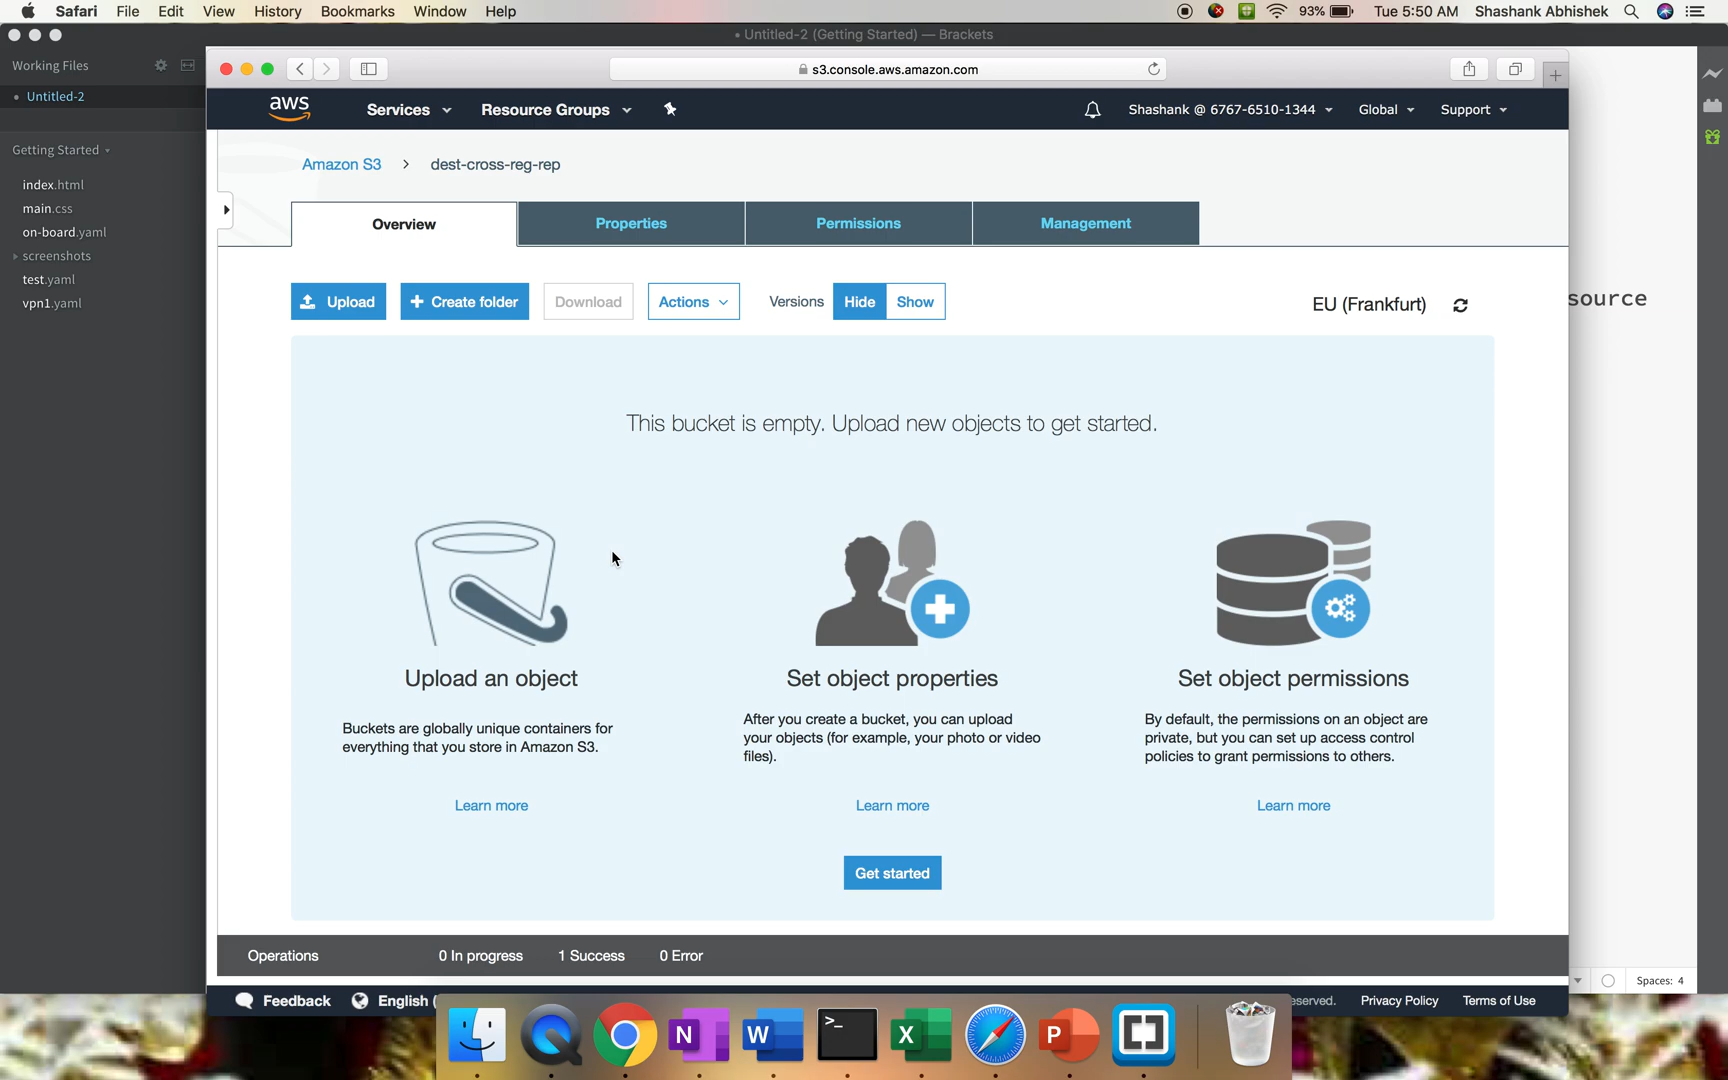 Safari File Edit View History Bookmarks Window Help 93% Tue 5:50 AM Shashank Abhishek
• Untitled-2 (Getting Started) — Brackets
Working Files
Untitled-2
Getting Started
index.html
main.css
on-board.yaml
screenshots
test.yaml
vpn1.yaml
s3.console.aws.amazon.com
aws Services Resource Groups Shashank @ 6767-6510-1344 Global Support
Amazon S3 > dest-cross-reg-rep
Overview Properties Permissions Management
Upload + Create folder Download Actions Versions Hide Show EU (Frankfurt)
source
This bucket is empty. Upload new objects to get started.
Upload an object
Buckets are globally unique containers for
everything that you store in Amazon S3.
Learn more
Set object properties
After you create a bucket, you can upload
your objects (for example, your photo or video
files).
Learn more
Set object permissions
By default, the permissions on an object are
private, but you can set up access control
policies to grant permissions to others.
Learn more
Get started
Operations 0 In progress 1 Success 0 Error
Spaces: 4
Feedback English ( Privacy Policy Terms of Use
N W >_ X P